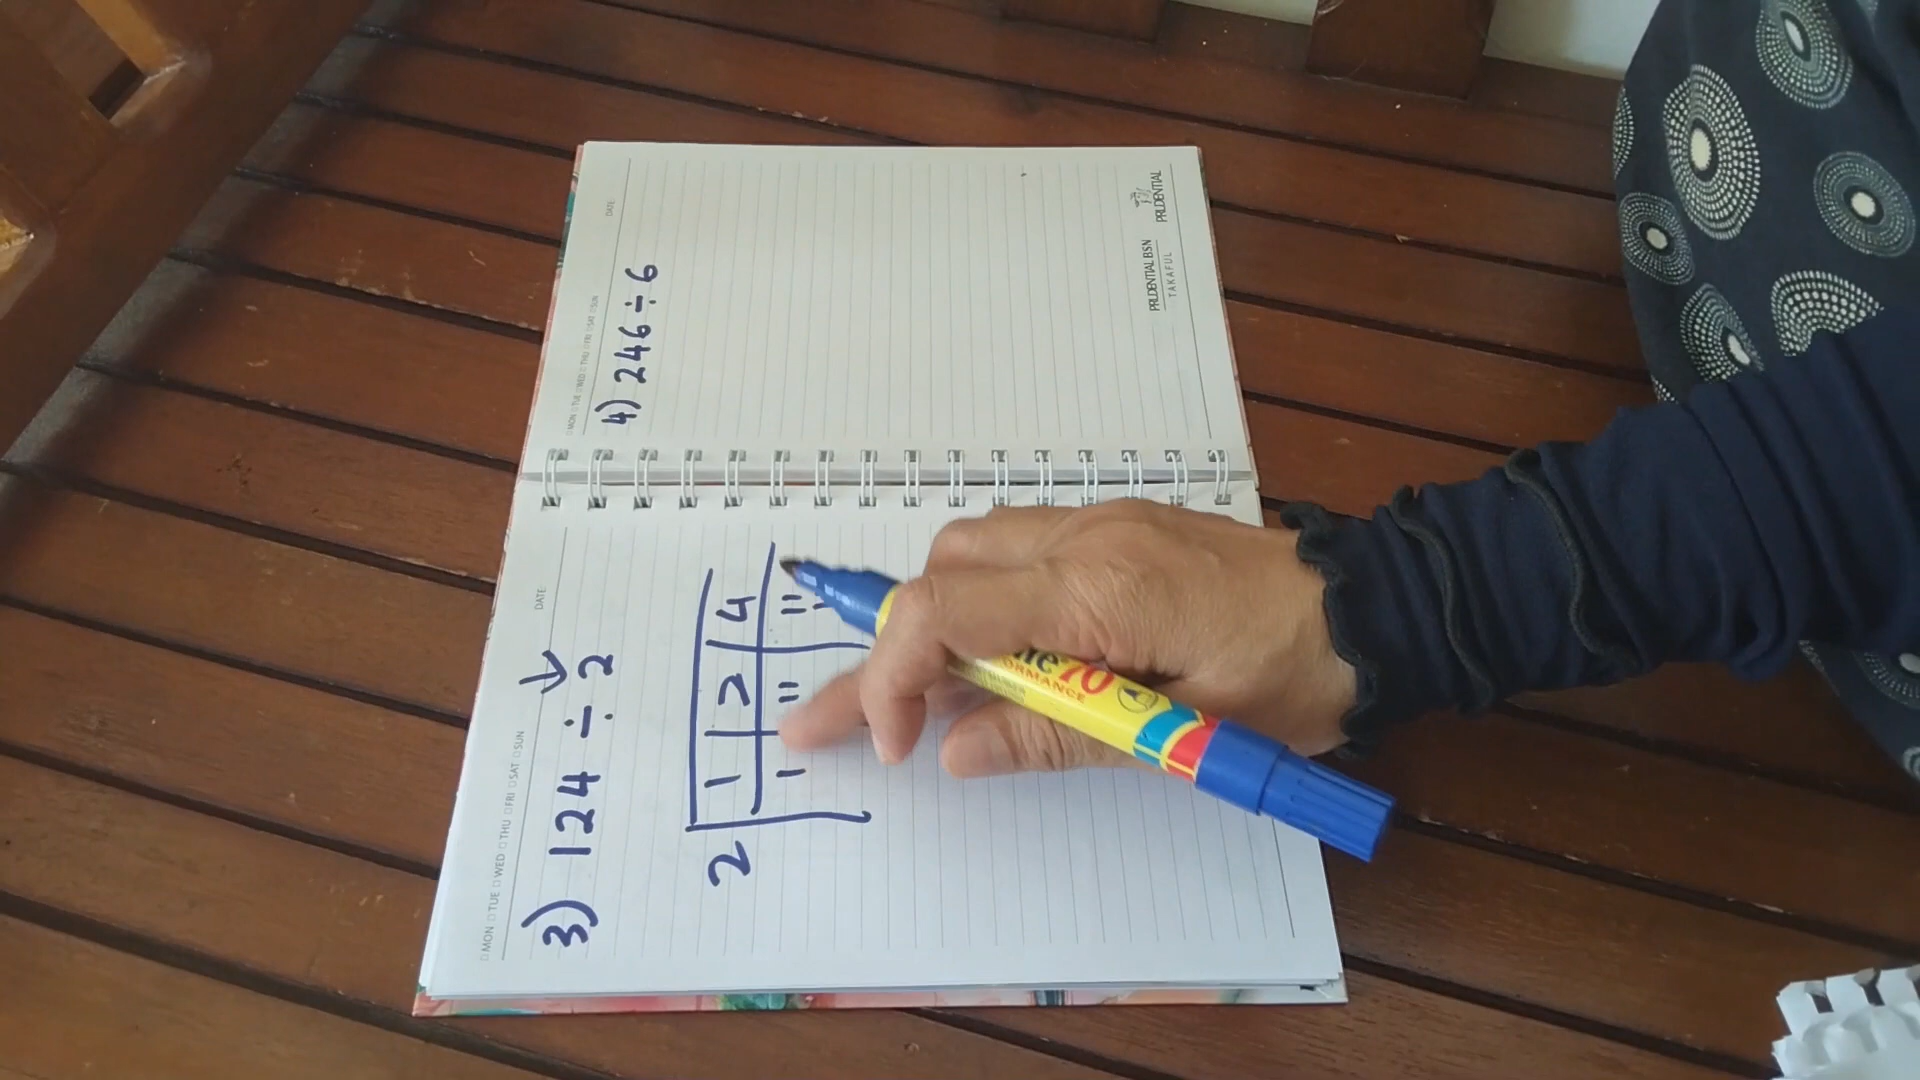 □MON □TUE □WED □THU □FRI □SAT □SUN
DATE:
3) 124 ÷ 2
2
1 2 4
□MON □TUE □WED □THU □FRI □SAT □SUN
DATE:
4) 246 ÷ 6
PRUDENTIAL BSN
TAKAFUL
PRUDENTIAL
70